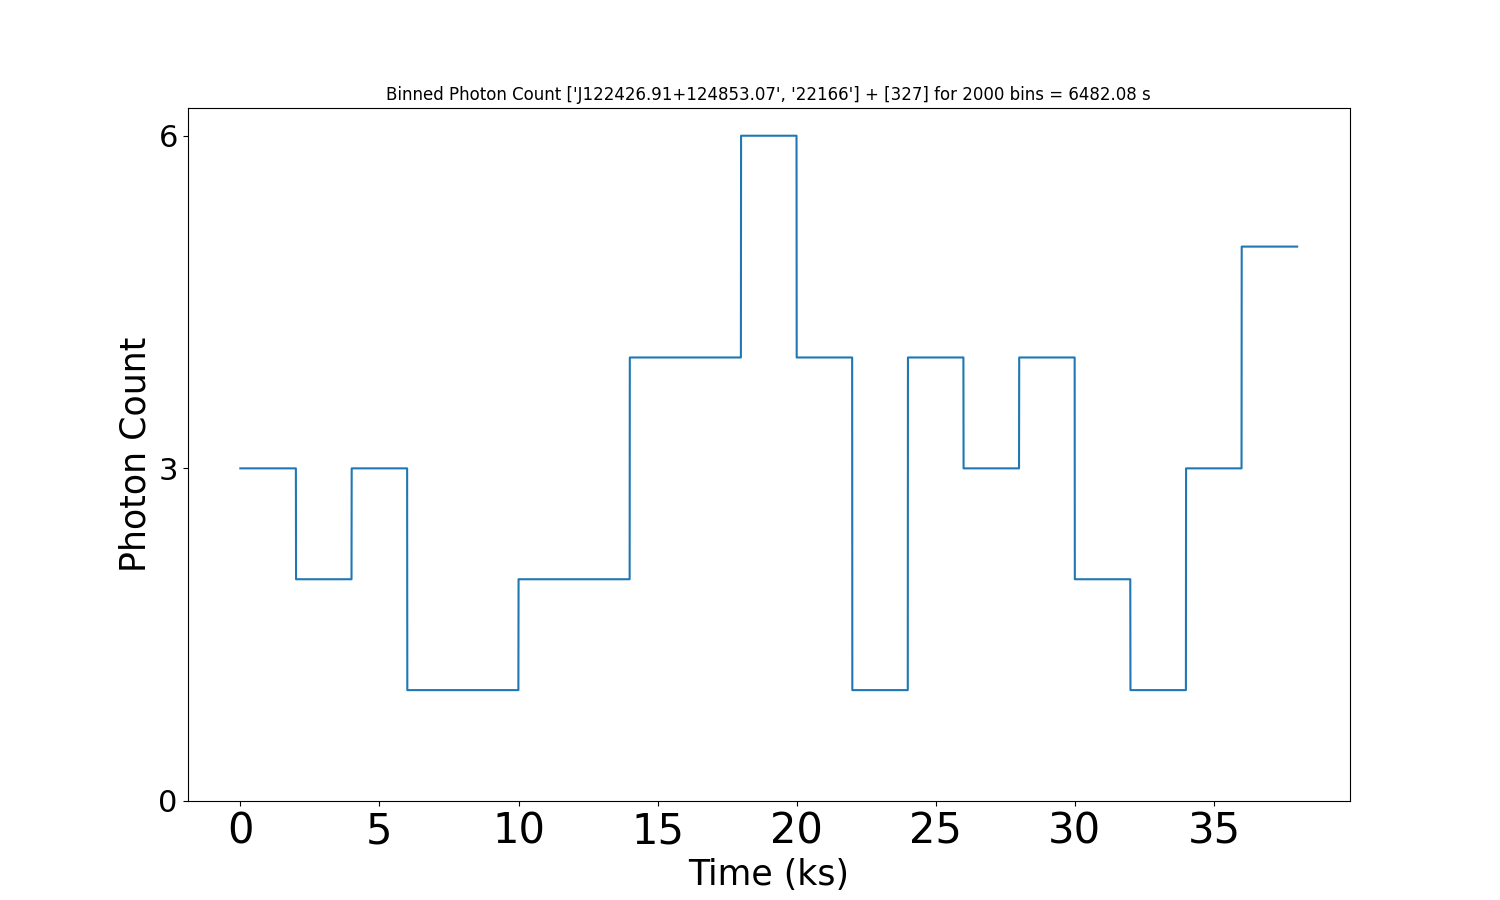 Binned Photon Count ['J122426.91+124853.07', '22166'] + [327] for 2000 bins = 6482.08 s
6
3
0
Photon Count
0 5 10 15 20 25 30 35
Time (ks)